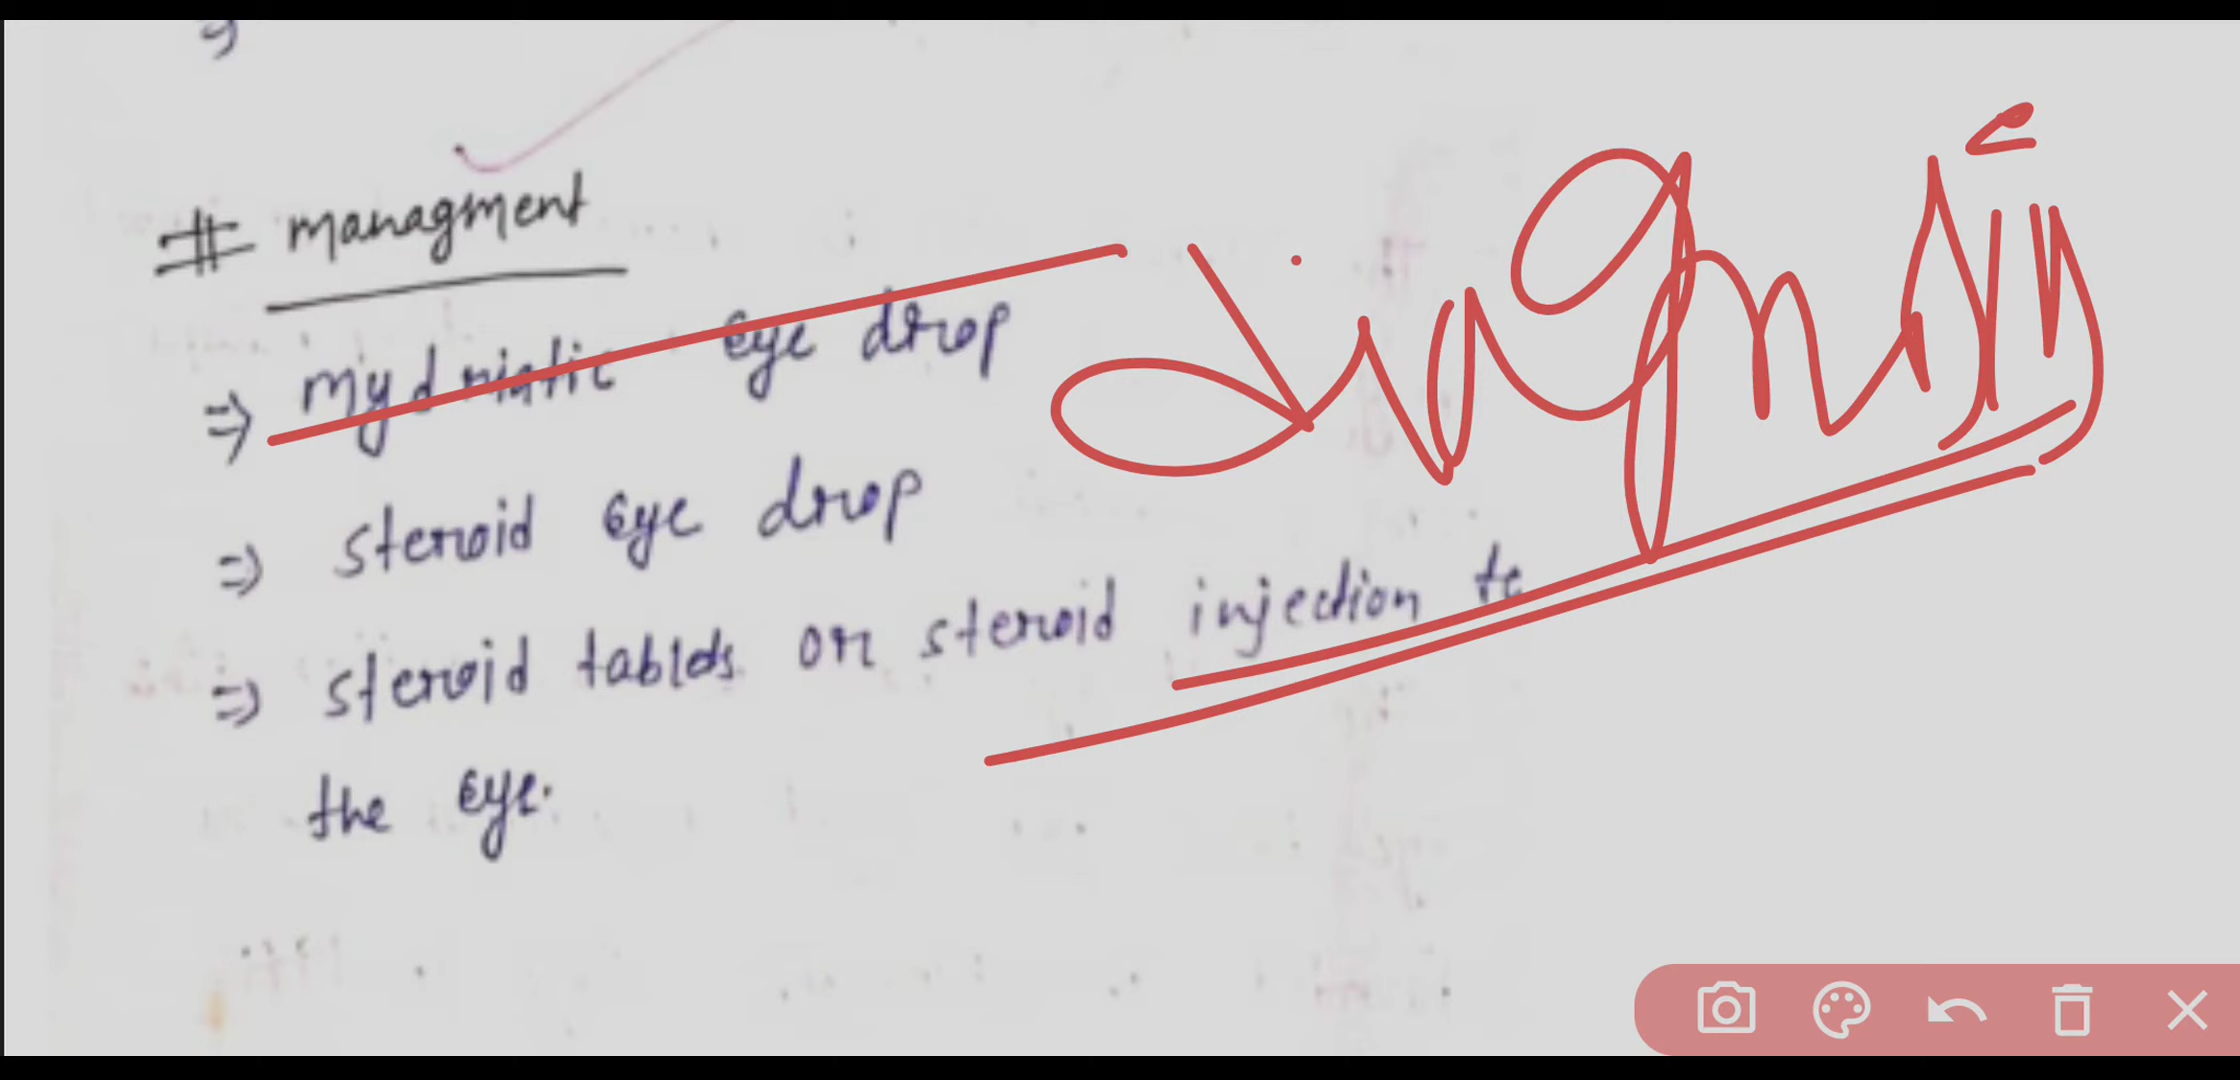 # managment
⇒ mydriatic eye drop
⇒ steroid eye drop
⇒ steroid tablets or steroid injection to
the eye.